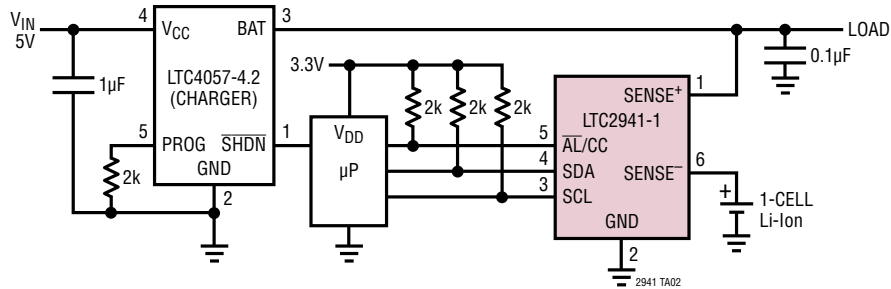 VIN
5V
4
VCC
BAT
3
LOAD
1µF
LTC4057-4.2
(CHARGER)
0.1µF
3.3V
2k
2k
2k
1
SENSE+
LTC2941-1
5
PROG
SHDN
1
VDD
5
AL/CC
2k
GND
2
µP
4
SDA
SENSE–
6
3
SCL
+
1-CELL
Li-Ion
GND
2
2941 TA02